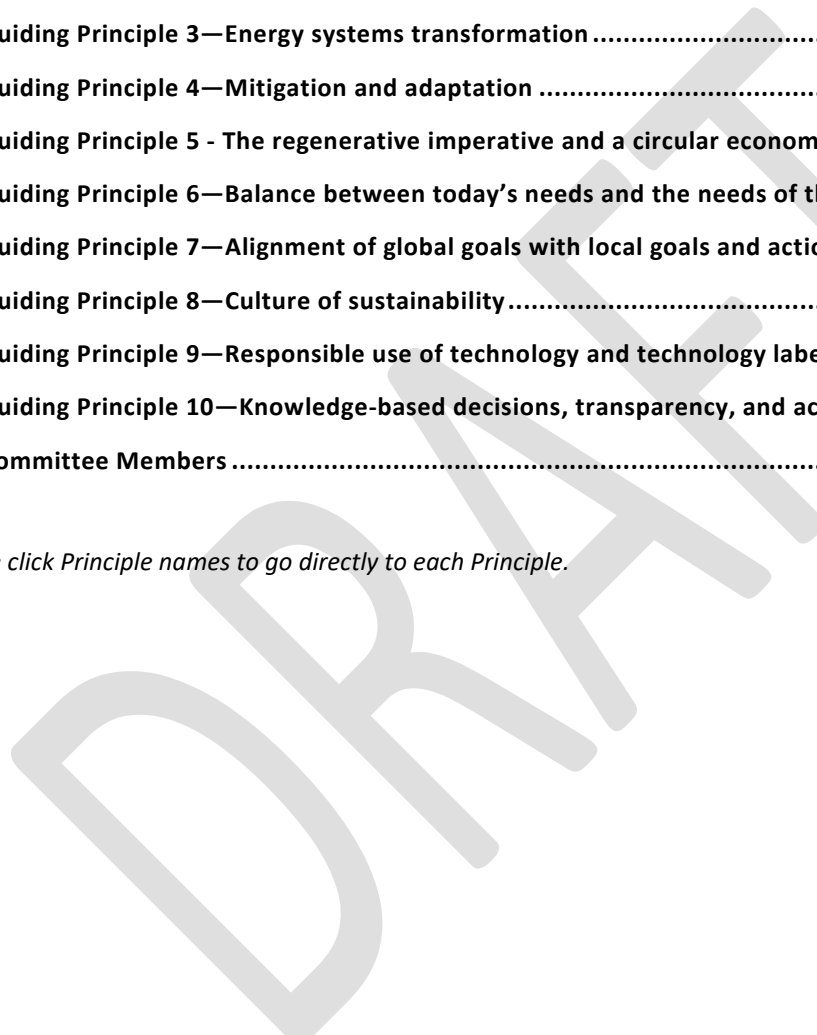 uiding Principle 3—Energy systems transformation ..............................
uiding Principle 4—Mitigation and adaptation .....................................
uiding Principle 5 - The regenerative imperative and a circular econom
uiding Principle 6—Balance between today's needs and the needs of t
uiding Principle 7—Alignment of global goals with local goals and actio
uiding Principle 8—Culture of sustainability .........................................
uiding Principle 9—Responsible use of technology and technology labe
uiding Principle 10—Knowledge-based decisions, transparency, and ac
ommittee Members .............................................................................
click Principle names to go directly to each Principle.
DRAFT